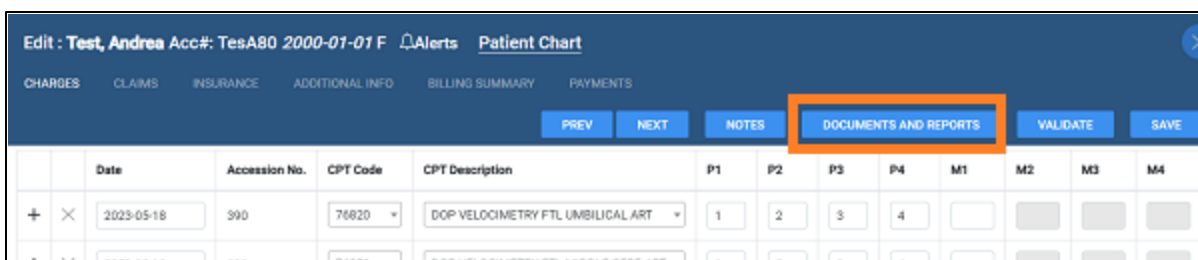 Edit : Test, Andrea Acc#: TesA80 2000-01-01 F Alerts Patient Chart
CHARGES CLAIMS INSURANCE ADDITIONAL INFO BILLING SUMMARY PAYMENTS
PREV NEXT NOTES DOCUMENTS AND REPORTS VALIDATE SAVE
Date Accession No. CPT Code CPT Description P1 P2 P3 P4 M1 M2 M3 M4
2023-05-18 390 76820 DOP VELOCIMETRY FTL UMBILICAL ART 1 2 3 4